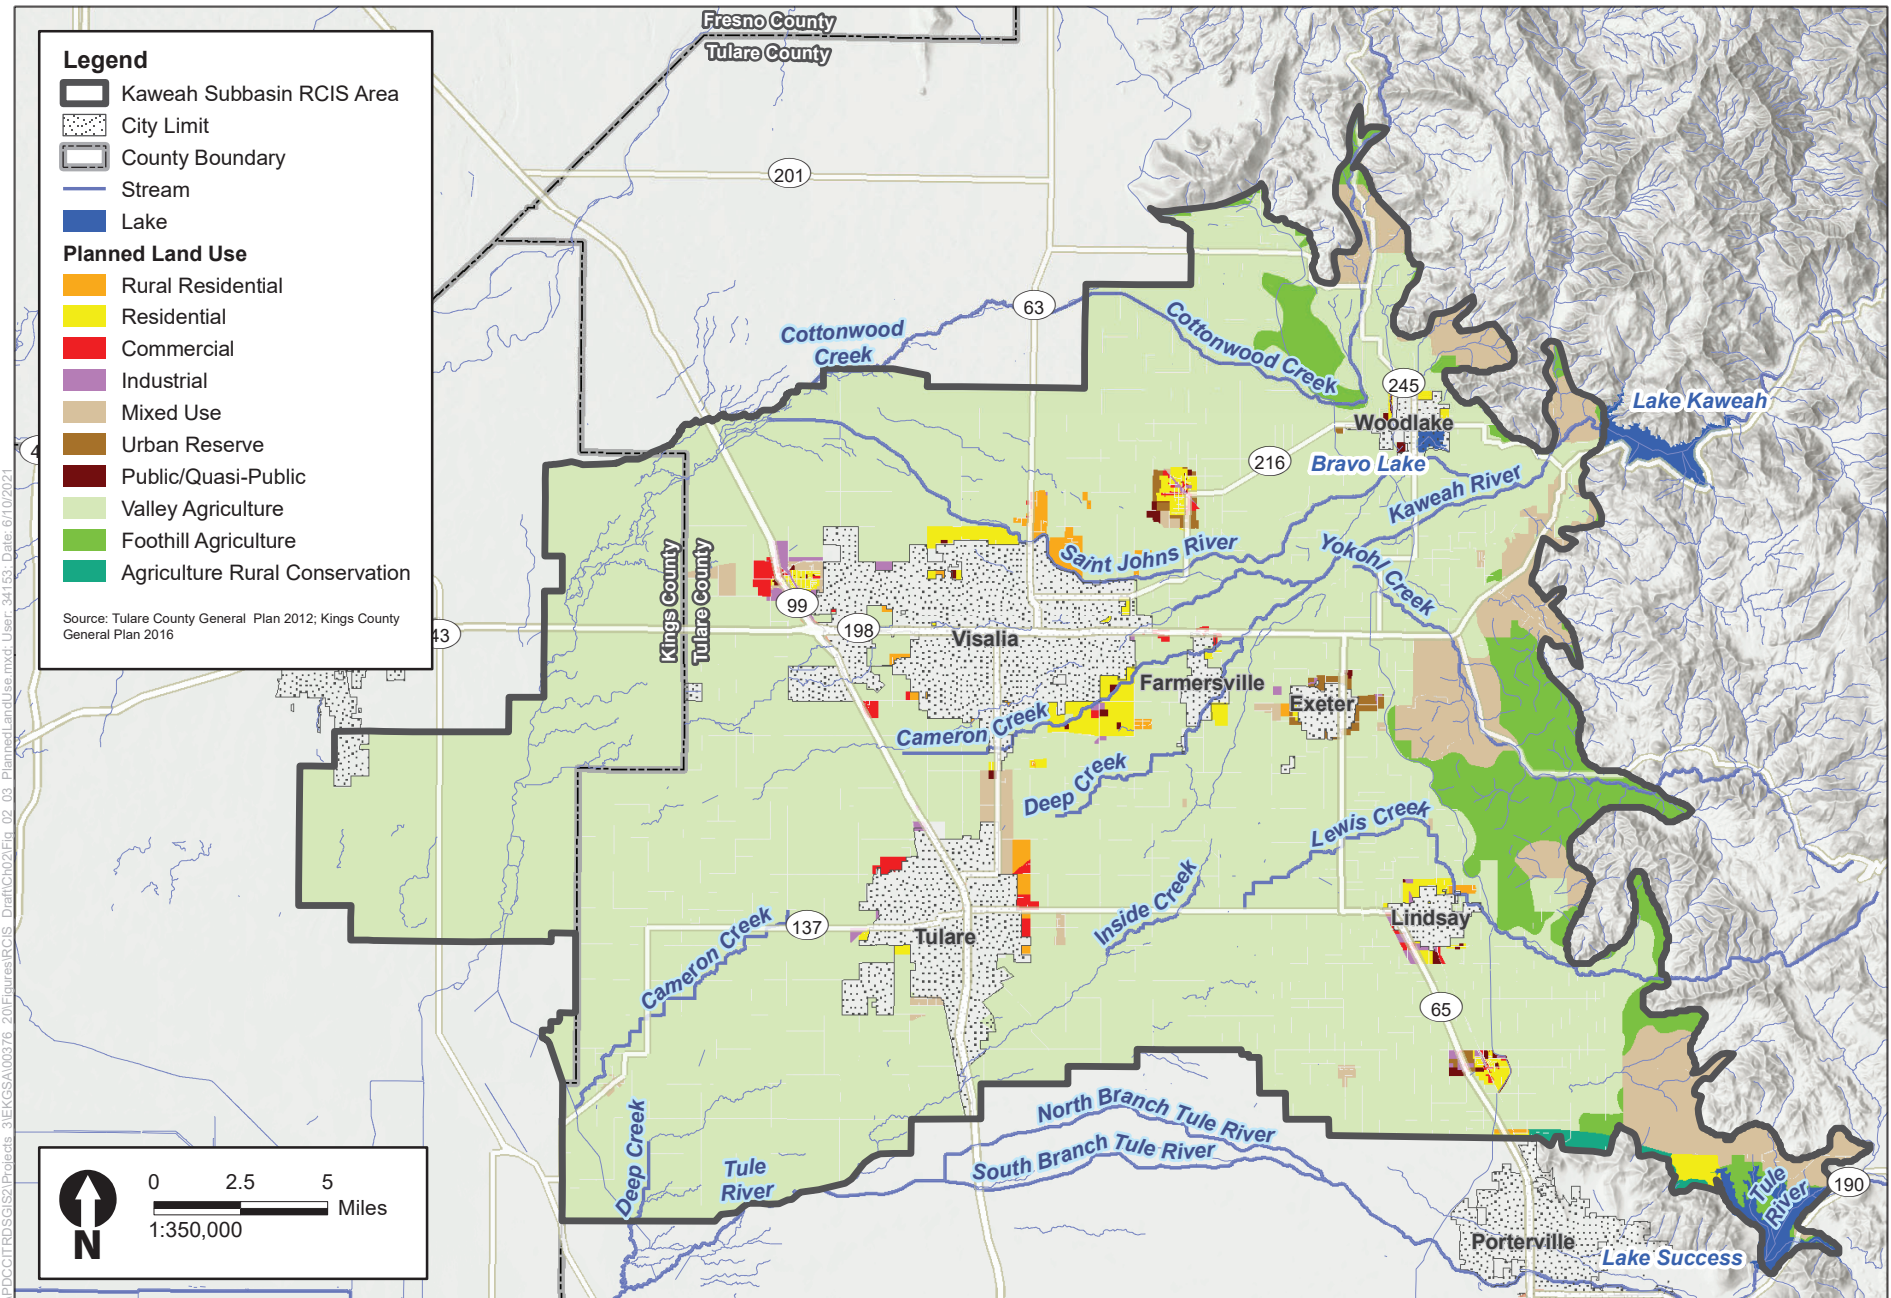 Legend
Kaweah Subbasin RCIS Area
City Limit
County Boundary
Stream
Lake
Planned Land Use
Rural Residential
Residential
Commercial
Industrial
Mixed Use
Urban Reserve
Public/Quasi-Public
Valley Agriculture
Foothill Agriculture
Agriculture Rural Conservation
Source: Tulare County General Plan 2012; Kings County
General Plan 2016
Fresno County
Tulare County
201
63
Cottonwood
Creek
Cottonwood Creek
245
Woodlake
Lake Kaweah
216
Bravo Lake
Kaweah River
Saint Johns River
Yokohl Creek
Kings County
Tulare County
99
198
43
Visalia
Farmersville
Exeter
Cameron Creek
Deep Creek
Lewis Creek
Inside Creek
Lindsay
137
Tulare
Cameron Creek
65
North Branch Tule River
South Branch Tule River
Deep Creek
Tule
River
Tule
River
190
Porterville
Lake Success
0 2.5 5
Miles
1:350,000
N